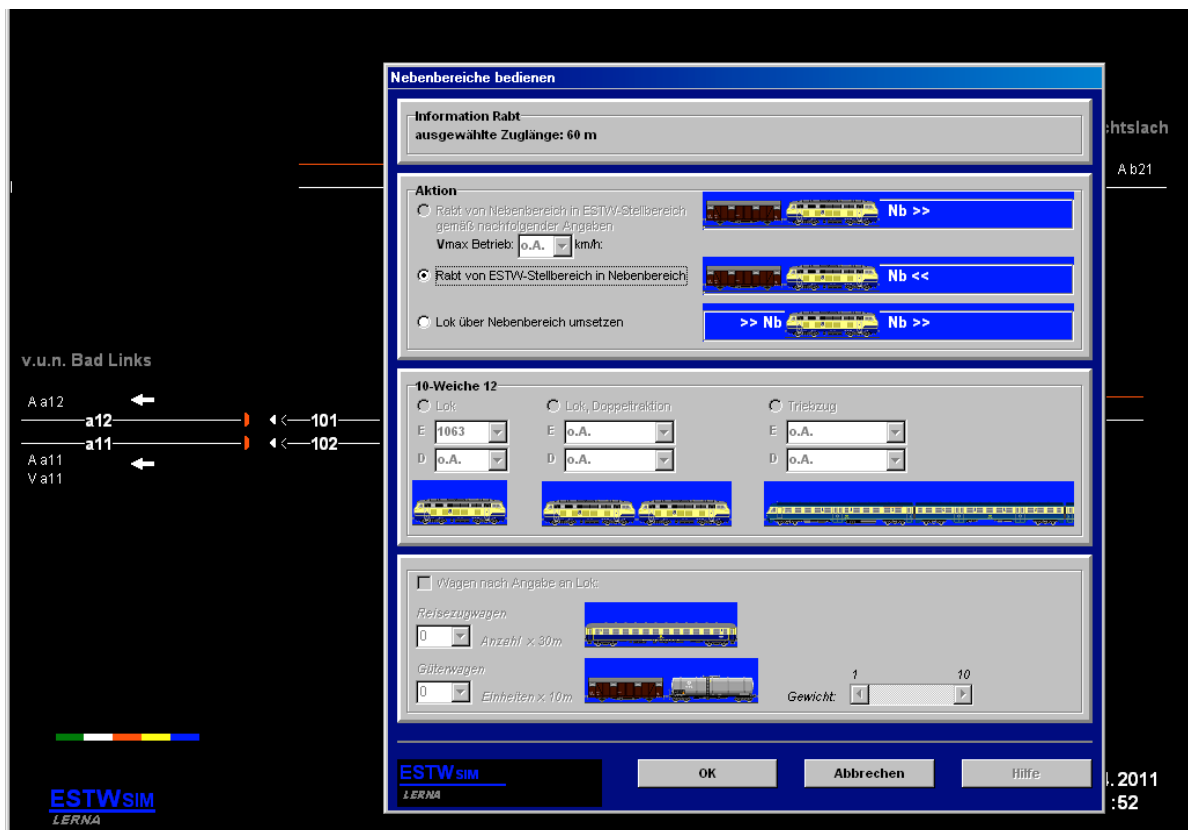 Nebenbereiche bedienen
Information Rabt
ausgewählte Zuglänge: 60 m
chtslach
A b21
Aktion
Rabt von Nebenbereich in ESTW-Stellbereich
gemäß nachfolgender Angaben
Vmax Betrieb: o.A. km/h:
Nb >>
Rabt von ESTW-Stellbereich in Nebenbereich
Nb <<
Lok über Nebenbereich umsetzen
>> Nb Nb >>
v.u.n. Bad Links
A a12
a12 101
a11 102
A a11
V a11
10-Weiche 12
Lok Lok, Doppeltraktion Triebzug
E 1063 E o.A. E o.A.
D o.A. D o.A. D o.A.
Wagen nach Angabe an Lok:
Reisezugwagen
0 Anzahl x 30m
Güterwagen
0 Einheiten x 10m
Gewicht: 1 10
ESTWSIM
LERNA
OK Abbrechen Hilfe
.2011
:52
ESTWSIM
LERNA